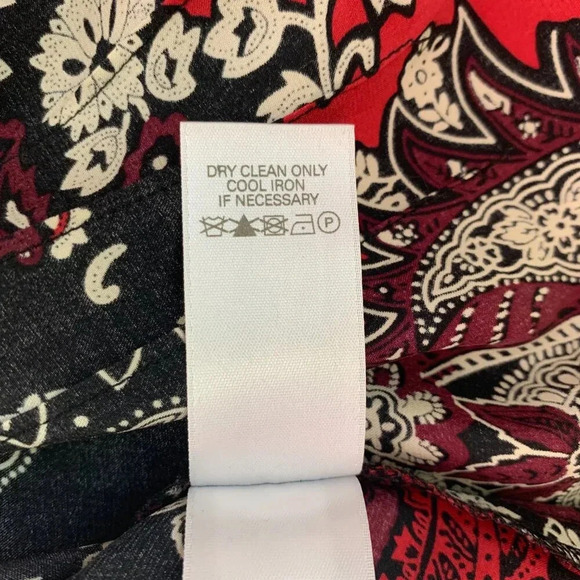 DRY CLEAN ONLY
COOL IRON
IF NECESSARY
P